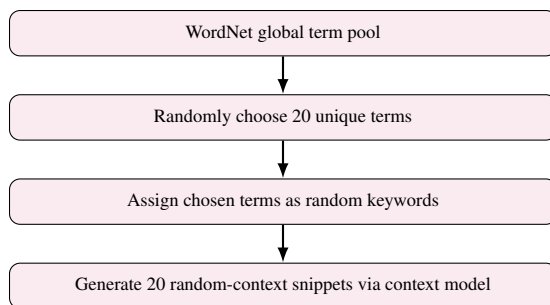 WordNet global term pool
Randomly choose 20 unique terms
Assign chosen terms as random keywords
Generate 20 random-context snippets via context model